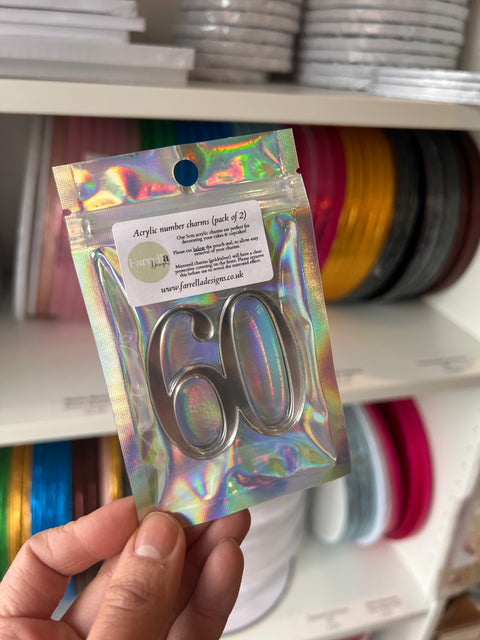 Acrylic number charms (pack of 2)
Our 5cm acrylic charms are perfect for
decorating your cakes & cupcakes!
Please cut below the pouch seal, to allow easy
removal of your charms.
Mirrored charms (gold/silver) will have a clear
protective covering on the front. Please remove
this before use to reveal the mirrored effect.
www.farrelladesigns.co.uk
Farrella
Designs
60